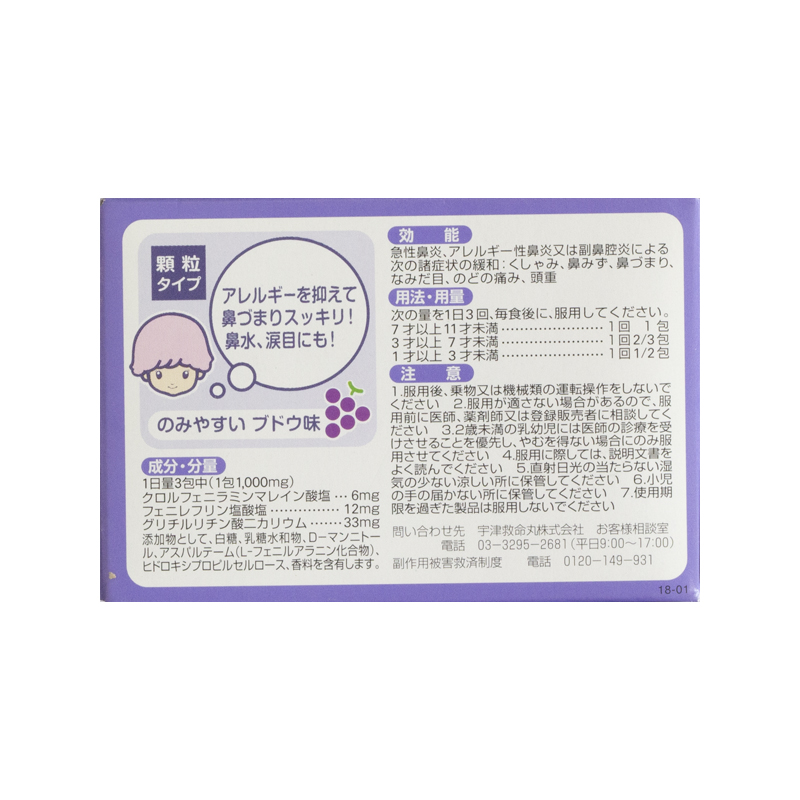 顆粒
タイプ
アレルギーを抑えて
鼻づまりスッキリ!
鼻水、涙目にも!
のみやすい ブドウ味
成分・分量
1日量3包中(1包1,000mg)
クロルフェニラミンマレイン酸塩 … 6mg
フェニレフリン塩酸塩 …………… 12mg
グリチルリチン酸二カリウム ……33mg
添加物として、白糖、乳糖水和物、D-マンニトー
ル、アスパルテーム(L-フェニルアラニン化合物)、
ヒドロキシプロピルセルロース、香料を含有します。
効能
急性鼻炎、アレルギー性鼻炎又は副鼻腔炎による
次の諸症状の緩和:くしゃみ、鼻みず、鼻づまり、
なみだ目、のどの痛み、頭重
用法・用量
次の量を1日3回、毎食後に、服用してください。
7才以上11才未満 …………………… 1回 1包
3才以上 7才未満 …………………… 1回2/3包
1才以上 3才未満 …………………… 1回1/2包
注意
1.服用後、乗物又は機械類の運転操作をしないで
ください 2.服用が適さない場合があるので、服
用前に医師、薬剤師又は登録販売者に相談してく
ださい 3.2歳未満の乳幼児には医師の診療を受
けさせることを優先し、やむを得ない場合にのみ服
用させてください 4.服用に際しては、説明文書を
よく読んでください 5.直射日光の当たらない湿
気の少ない涼しい所に保管してください 6.小児
の手の届かない所に保管してください 7.使用期
限を過ぎた製品は服用しないでください
問い合わせ先 宇津救命丸株式会社 お客様相談室
電話 03-3295-2681(平日9:00〜17:00)
副作用被害救済制度 電話 0120-149-931
18-01